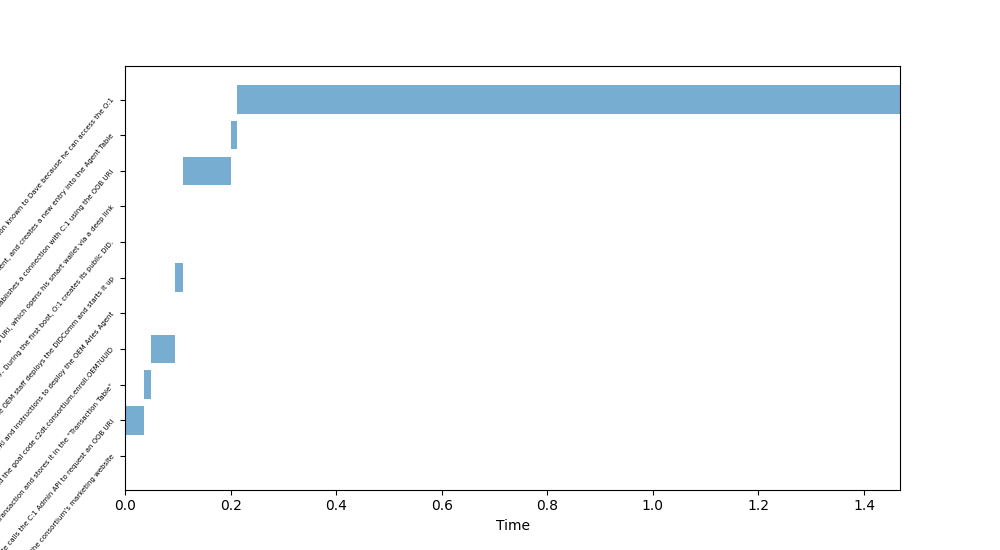 known to Dave because he can access the O:1
and creates a new entry into the Agent Table
a connection with C:1 using the OOB URI
URI, which opens his smart wallet via a deep link
During the first boot, O:1 creates its public DID.
OEM staff deploys the DIDComm and starts it up
and instructions to deploy the OEM Aries Agent
the goal code c2dt.consortium.enroll.OEM?UUID
and stores it in the "Transaction Table"
calls the C:1 Admin API to request an OOB URI
the consortium's marketing website
0.0 0.2 0.4 0.6 0.8 1.0 1.2 1.4
Time